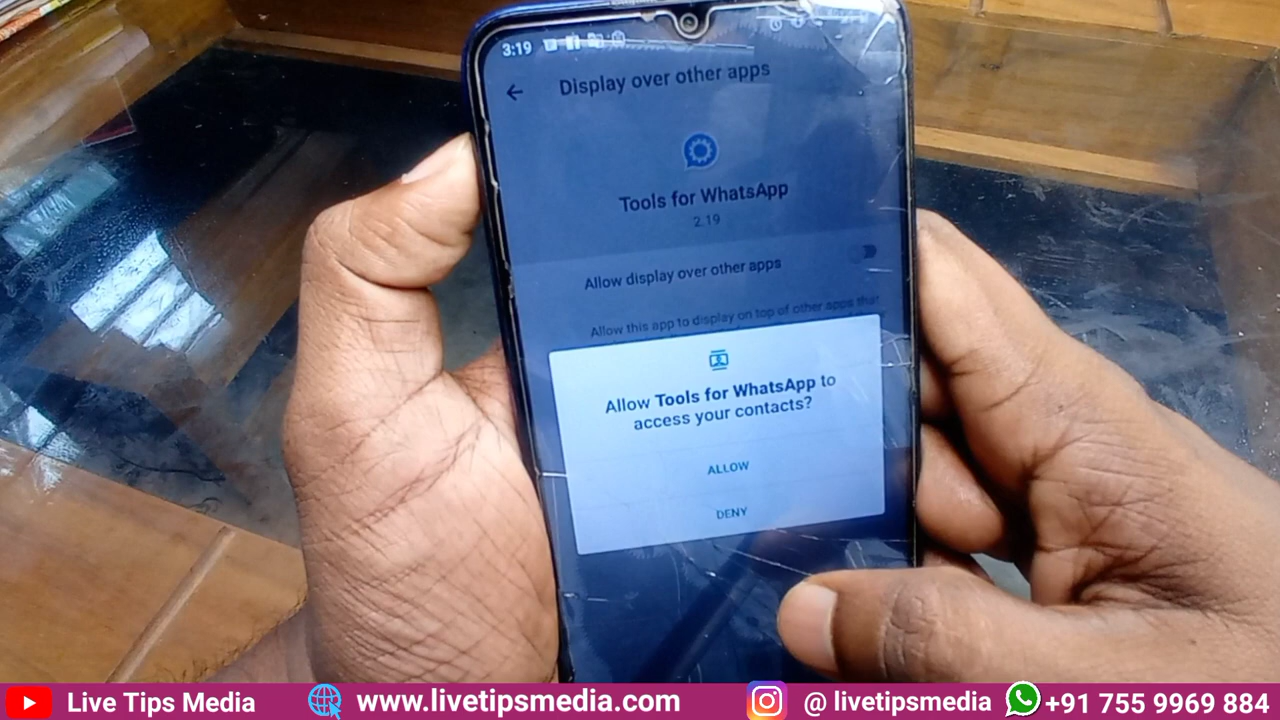 3:19
Display over other apps
Tools for WhatsApp
2.19
Allow display over other apps
Allow this app to display on top of other apps that
Allow Tools for WhatsApp to
access your contacts?
ALLOW
DENY
Live Tips Media
www.livetipsmedia.com
@ livetipsmedia
+91 755 9969 884